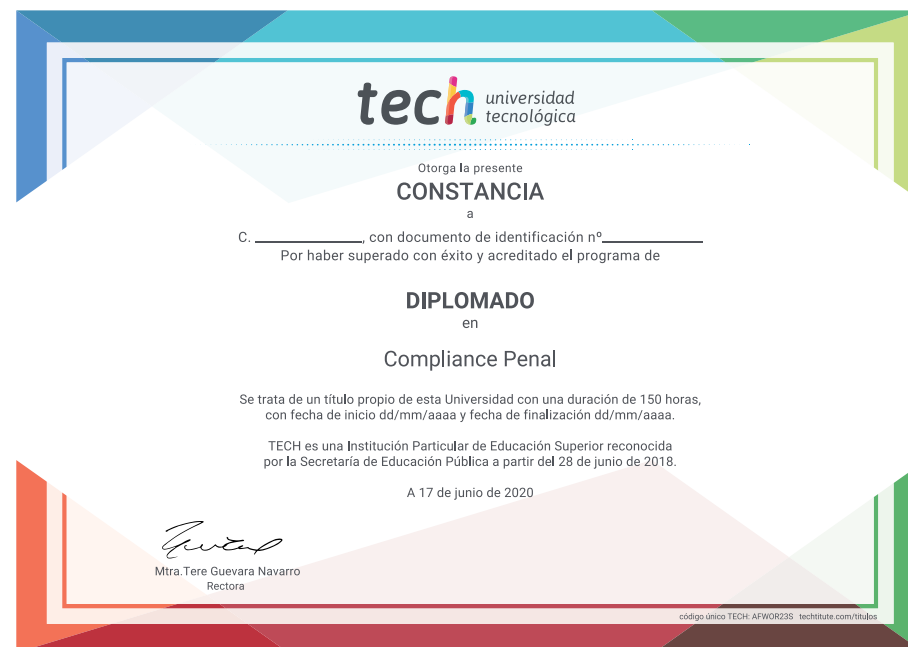 tech universidad
tecnológica
Otorga la presente
CONSTANCIA
a
C. ____________, con documento de identificación nº____________
Por haber superado con éxito y acreditado el programa de
DIPLOMADO
en
Compliance Penal
Se trata de un título propio de esta Universidad con una duración de 150 horas,
con fecha de inicio dd/mm/aaaa y fecha de finalización dd/mm/aaaa.
TECH es una Institución Particular de Educación Superior reconocida
por la Secretaría de Educación Pública a partir del 28 de junio de 2018.
A 17 de junio de 2020
Mtra.Tere Guevara Navarro
Rectora
código único TECH: AFWOR23S techtitute.com/titulos